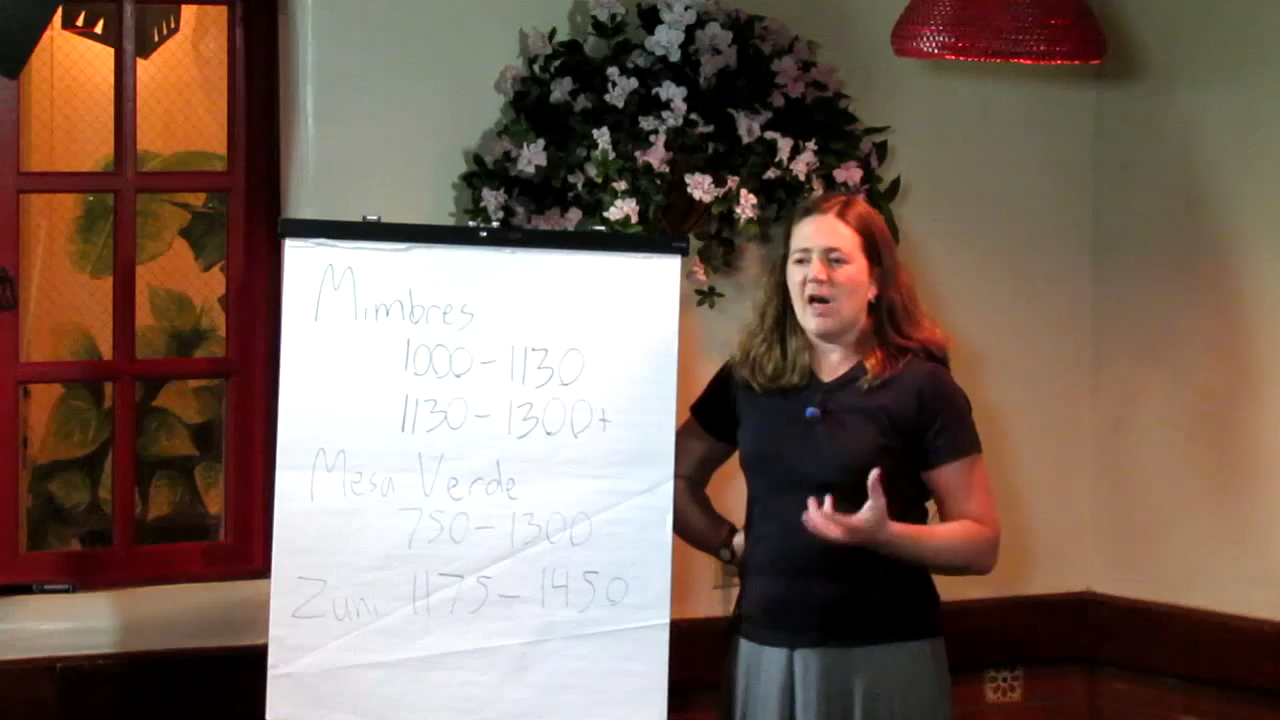 Mimbres
1000-1130
1130-1300+
Mesa Verde
750-1300
Zuni 1175-1450